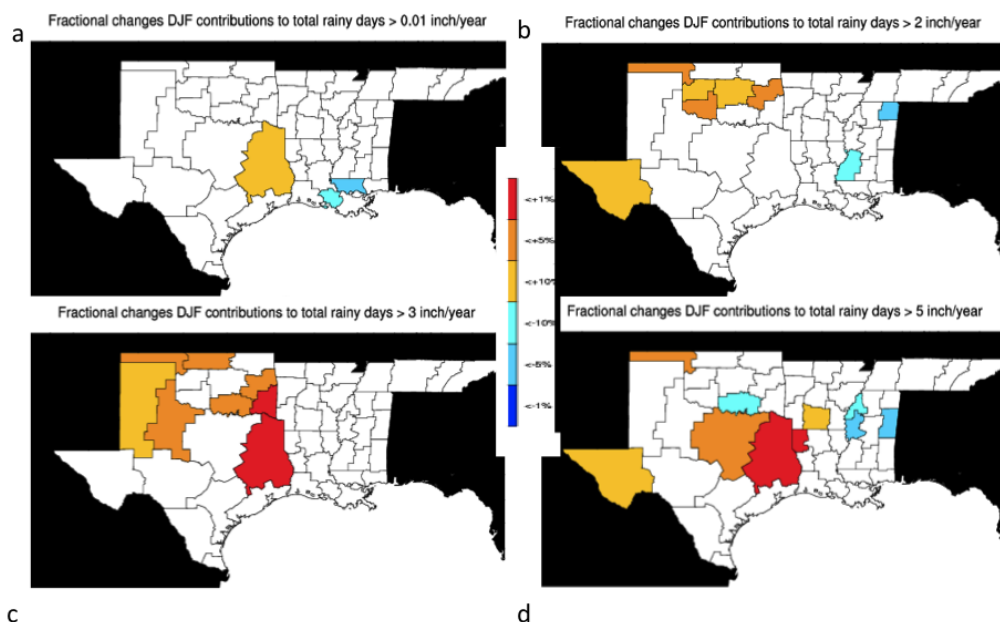 a
Fractional changes DJF contributions to total rainy days > 0.01 inch/year
b
Fractional changes DJF contributions to total rainy days > 2 inch/year
<+1%
<+5%
<+10%
<-10%
<-5%
<-1%
Fractional changes DJF contributions to total rainy days > 3 inch/year
Fractional changes DJF contributions to total rainy days > 5 inch/year
c
d